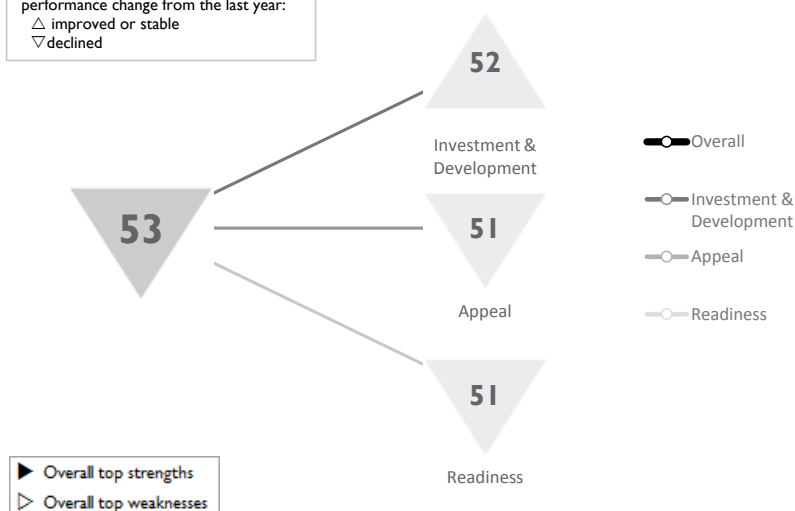 performance change from the last year:
△ improved or stable
▽ declined
52
Investment &
Development
53
51
Appeal
51
Readiness
Overall
Investment &
Development
Appeal
Readiness
▶ Overall top strengths
▷ Overall top weaknesses